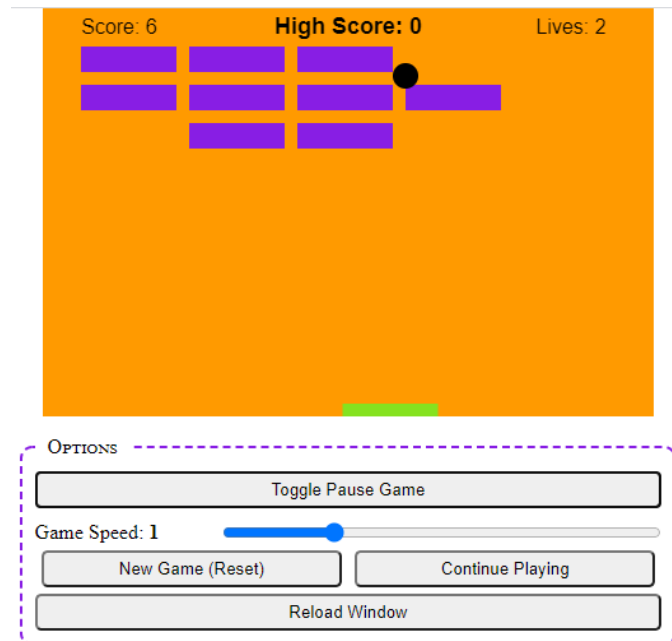 Score: 6 High Score: 0 Lives: 2
Options
Toggle Pause Game
Game Speed: 1
New Game (Reset) Continue Playing
Reload Window